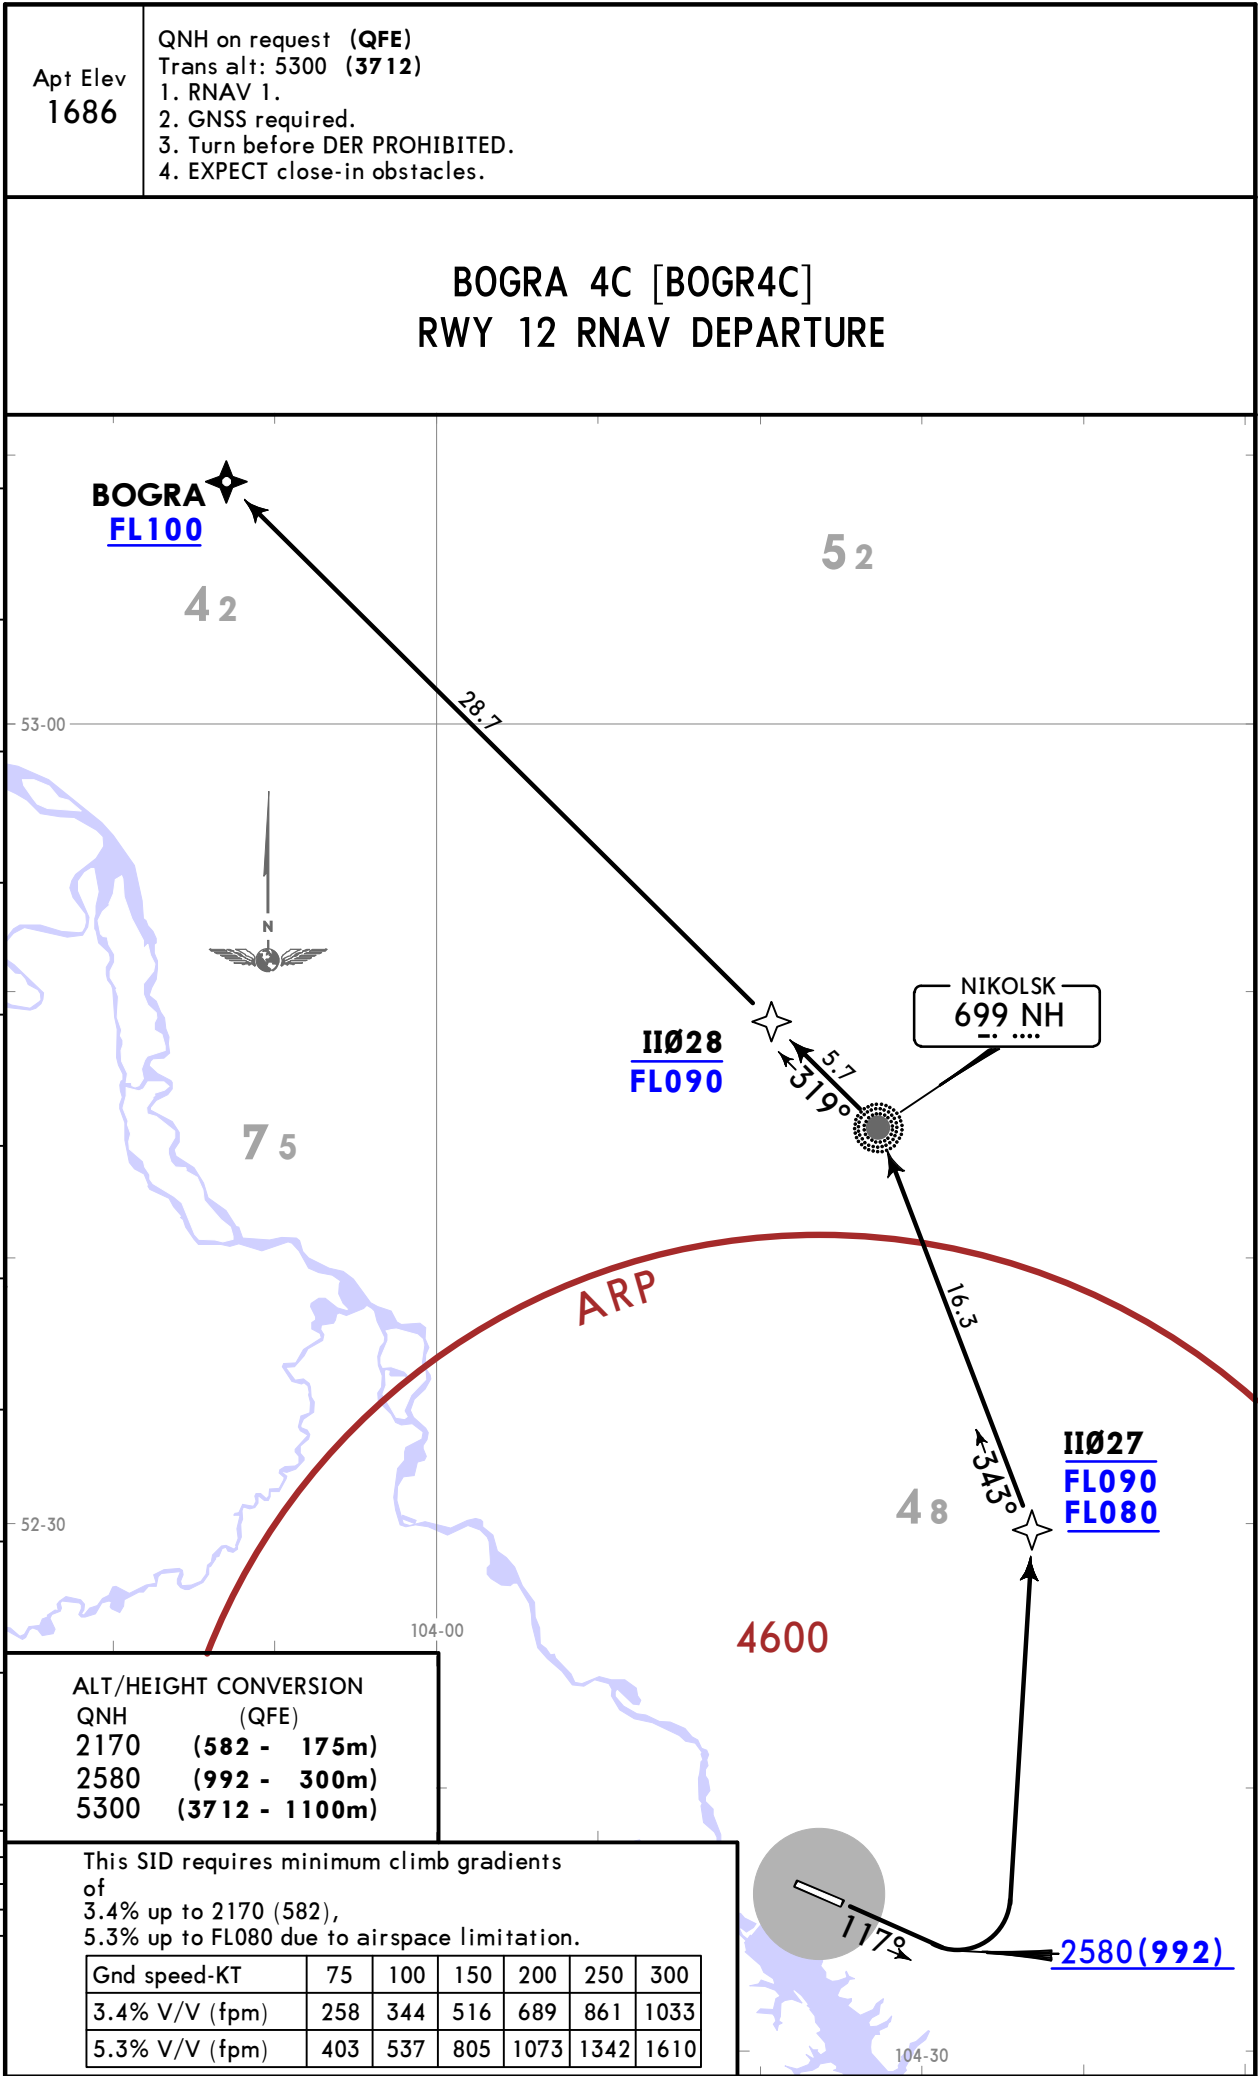 Apt Elev
1686
QNH on request (QFE)
Trans alt: 5300 (3712)
1. RNAV 1.
2. GNSS required.
3. Turn before DER PROHIBITED.
4. EXPECT close-in obstacles.
BOGRA 4C [BOGR4C]
RWY 12 RNAV DEPARTURE
BOGRA
FL100
5 2
4 2
28.7
53-00
N
NIKOLSK
699 NH
IIØ28
FL090
5.7
319°
7 5
ARP
16.3
343°
IIØ27
FL090
FL080
4 8
52-30
104-00
4600
ALT/HEIGHT CONVERSION
QNH (QFE)
2170 (582 - 175m)
2580 (992 - 300m)
5300 (3712 - 1100m)
This SID requires minimum climb gradients
of
3.4% up to 2170 (582),
5.3% up to FL080 due to airspace limitation.
Gnd speed-KT 75 100 150 200 250 300
3.4% V/V (fpm) 258 344 516 689 861 1033
5.3% V/V (fpm) 403 537 805 1073 1342 1610
117°
2580(992)
104-30